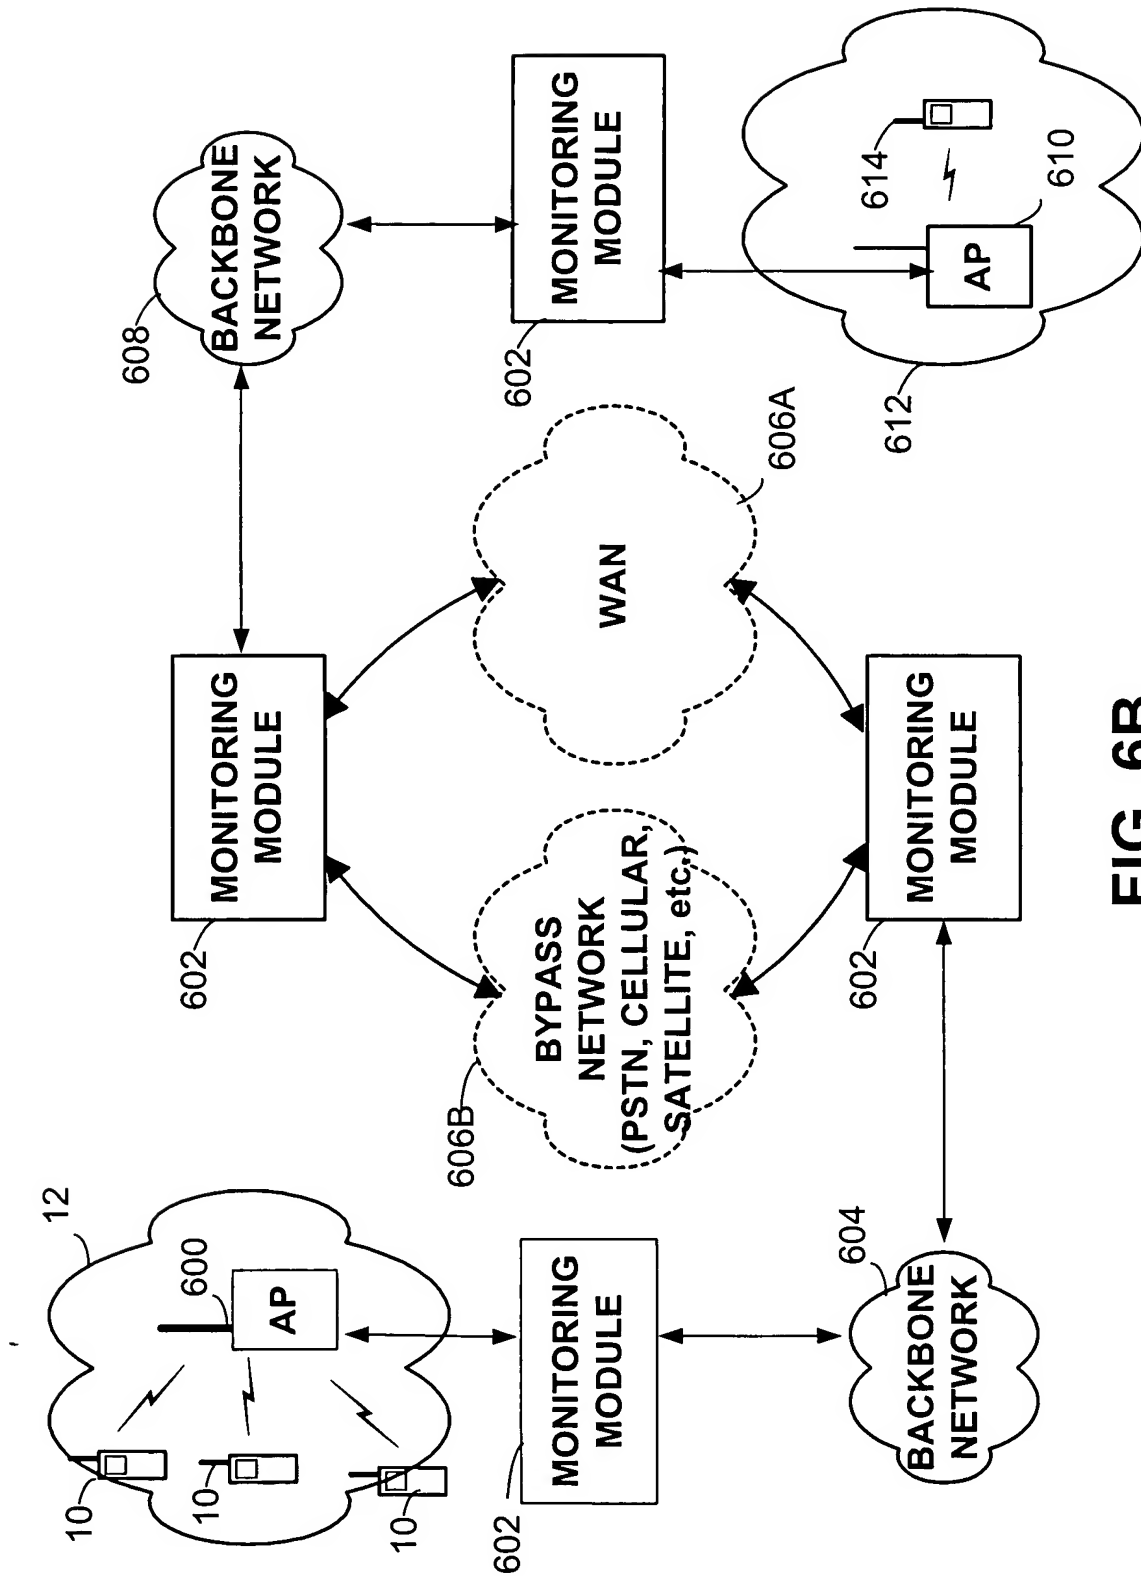 12
600
10
10
10
AP
602
MONITORING
MODULE
604
BACKBONE
NETWORK
602
MONITORING
MODULE
606B
BYPASS
NETWORK
(PSTN, CELLULAR,
SATELLITE, etc.)
606A
WAN
602
MONITORING
MODULE
608
BACKBONE
NETWORK
602
MONITORING
MODULE
612
614
610
AP
FIG. 6B